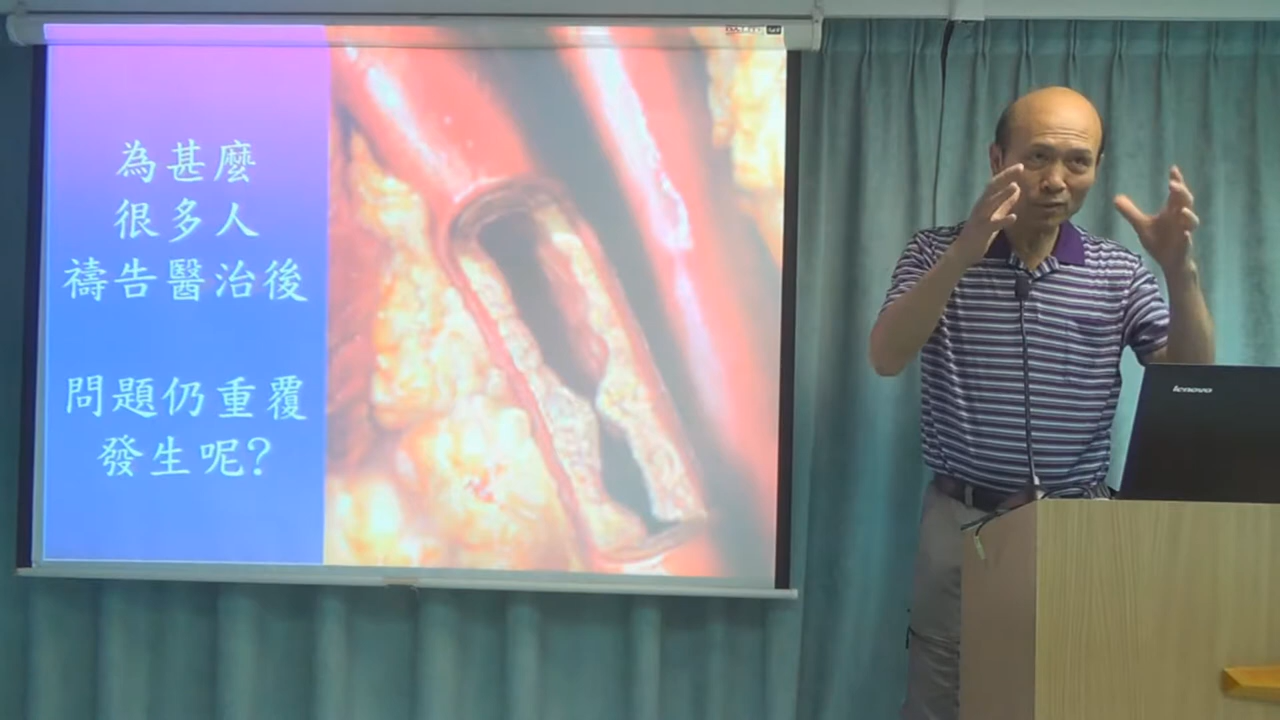 為甚麼
很多人
禱告醫治後
問題仍重覆
發生呢?
lenovo